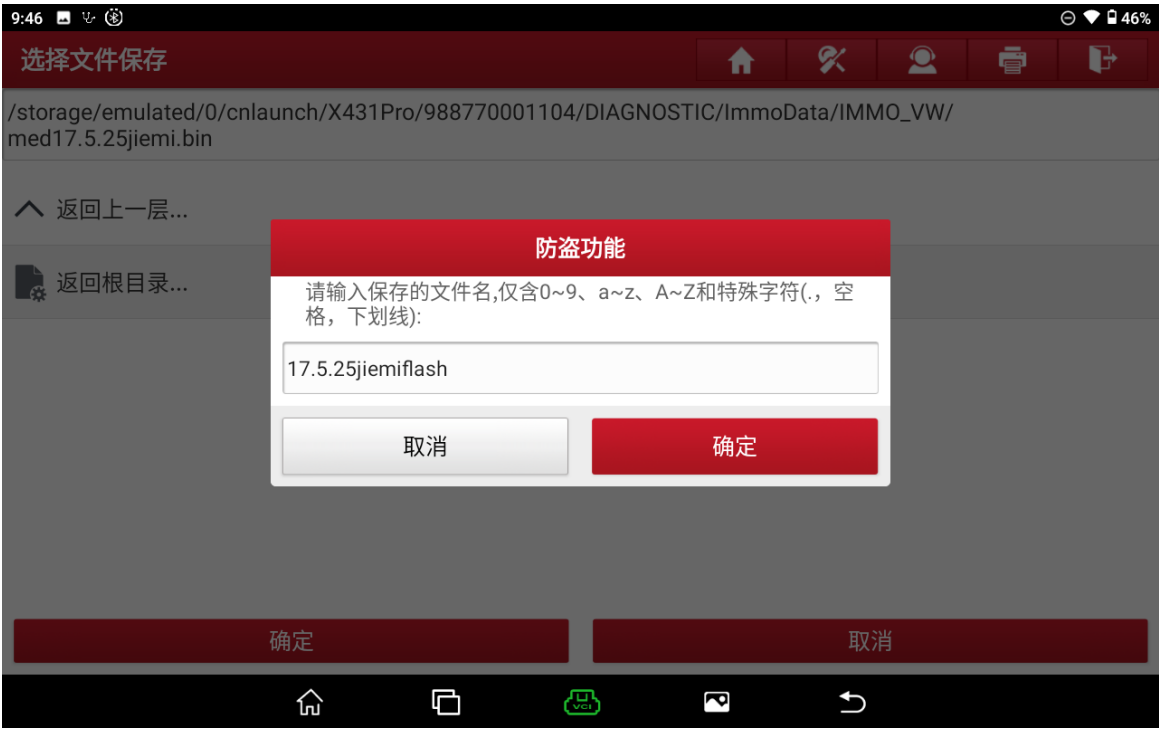 9:46
46%
选择文件保存
/storage/emulated/0/cnlaunch/X431Pro/988770001104/DIAGNOSTIC/ImmoData/IMMO_VW/
med17.5.25jiemi.bin
返回上一层...
返回根目录...
防盗功能
请输入保存的文件名,仅含0~9、a~z、A~Z和特殊字符(.，空
格，下划线):
17.5.25jiemiflash
取消
确定
确定
取消
VCI